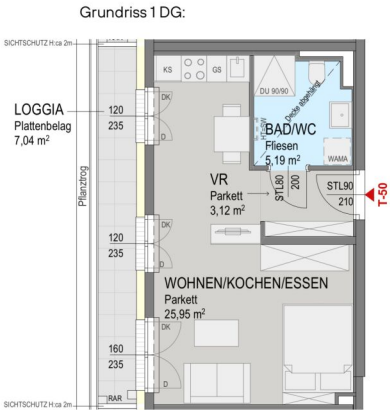 Grundriss 1 DG:
SICHTSCHUTZ H:ca 2m
KS
GS
DK
DU 90/90
Decke abgehängt
LOGGIA
Plattenbelag
7,04 m²
120
235
D
HT=SW
BAD/WC
Fliesen
5,19 m²
WAMA
Pflanztrog
VR
Parkett
3,12 m²
STL80
200
STL90
210
T-50
DK
120
235
D
WOHNEN/KOCHEN/ESSEN
Parkett
25,95 m²
DK
160
235
D
RAR
SICHTSCHUTZ H:ca 2m